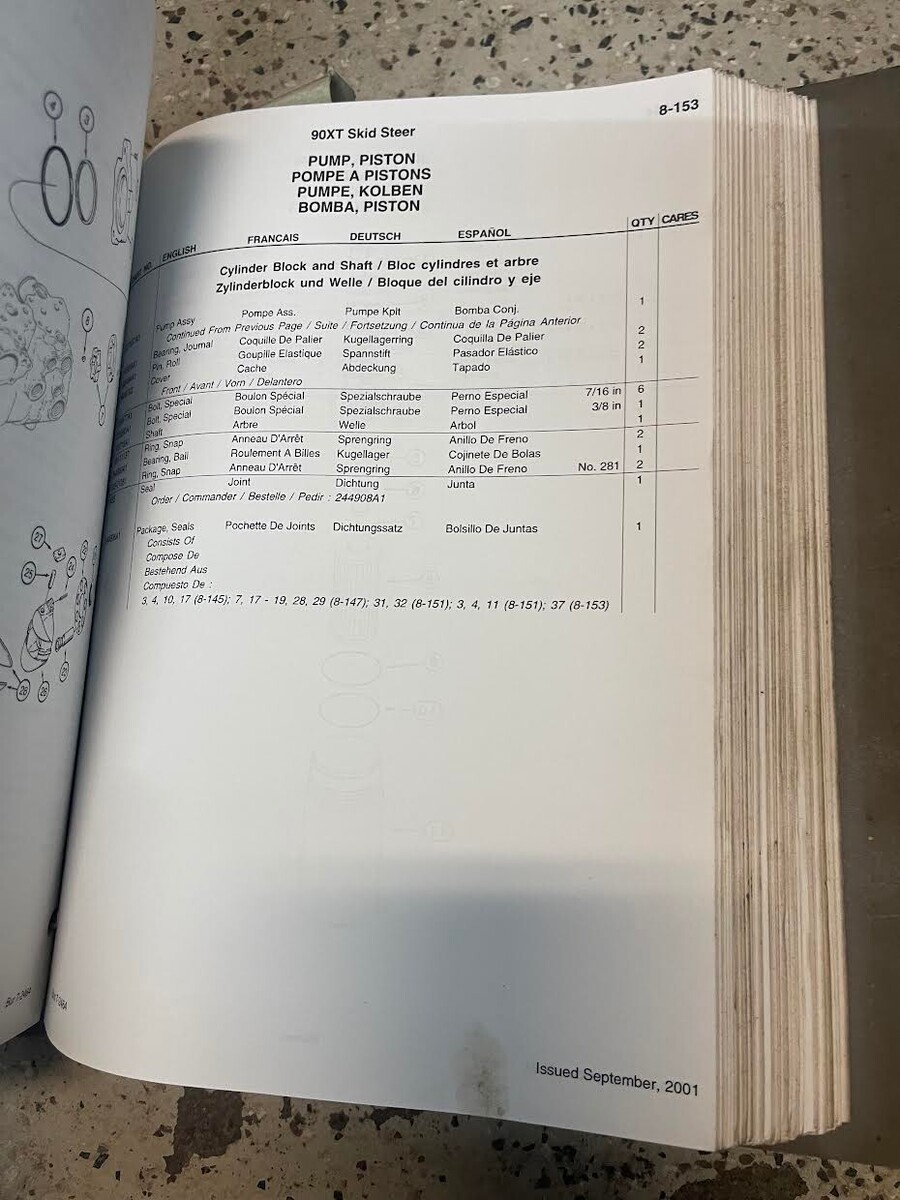 8-153
90XT Skid Steer
PUMP, PISTON
POMPE A PISTONS
PUMPE, KOLBEN
BOMBA, PISTON
NO. ENGLISH FRANCAIS DEUTSCH ESPAÑOL QTY CARES
Cylinder Block and Shaft / Bloc cylindres et arbre
Zylinderblock und Welle / Bloque del cilindro y eje
Pump Assy Pompe Ass. Pumpe Kplt Bomba Conj. 1
Continued From Previous Page / Suite / Fortsetzung / Continua de la Página Anterior
Bearing, Journal Coquille De Palier Kugellagerring Coquilla De Palier 2
Pin, Roll Goupille Elastique Spannstift Pasador Elástico 2
Cover Cache Abdeckung Tapado 1
Front / Avant / Vorn / Delantero
Bolt, Special Boulon Spécial Spezialschraube Perno Especial 7/16 in 6
Bolt, Special Boulon Spécial Spezialschraube Perno Especial 3/8 in 1
Shaft Arbre Welle Arbol 1
Ring, Snap Anneau D'Arrêt Sprengring Anillo De Freno 2
Bearing, Ball Roulement A Billes Kugellager Cojinete De Bolas 1
Ring, Snap Anneau D'Arrêt Sprengring Anillo De Freno No. 281 2
Seal Joint Dichtung Junta 1
Order / Commander / Bestelle / Pedir : 244908A1
Package, Seals Pochette De Joints Dichtungssatz Bolsillo De Juntas 1
Consists Of
Compose De
Bestehend Aus
Compuesto De :
3, 4, 10, 17 (8-145); 7, 17 - 19, 28, 29 (8-147); 31, 32 (8-151); 3, 4, 11 (8-151); 37 (8-153)
Issued September, 2001
4
3
27
25
26
26